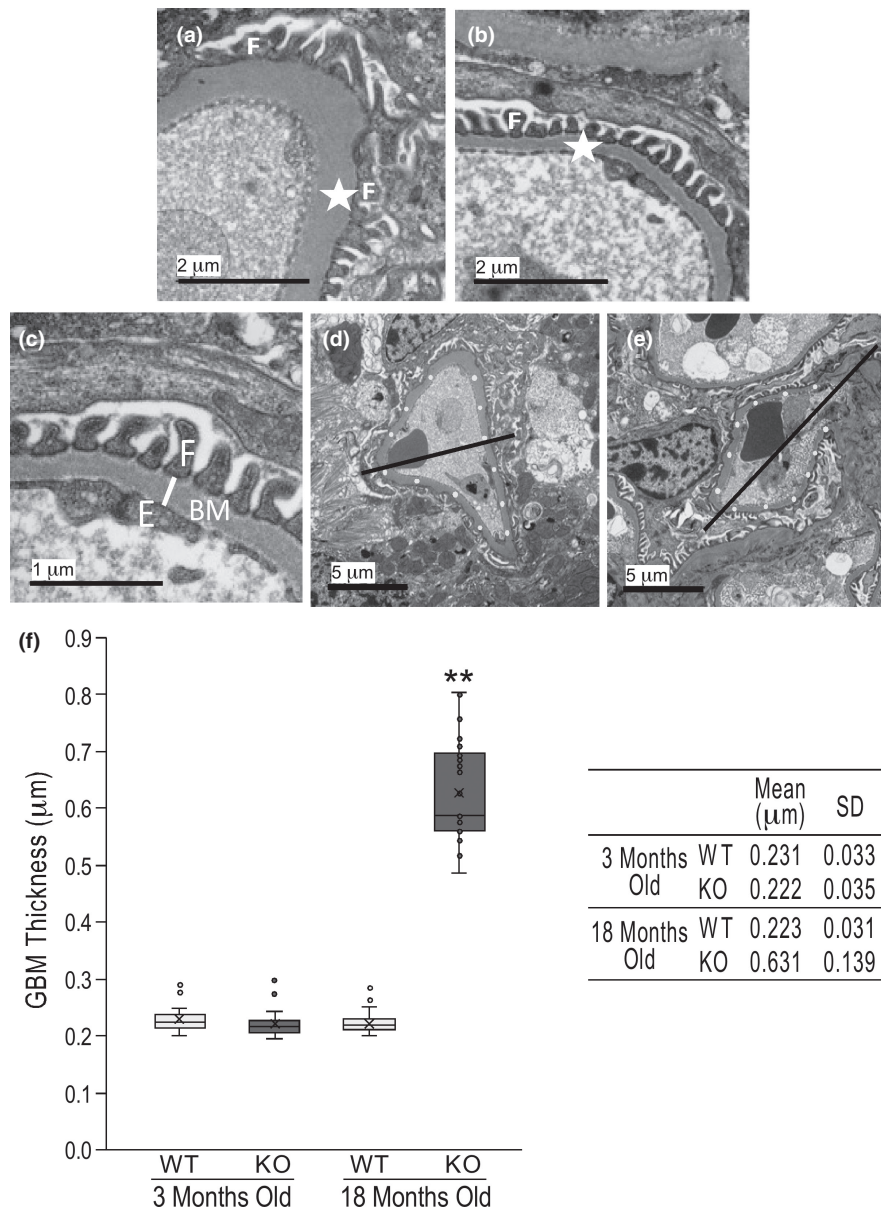 (a)
F
F
2 μm
(b)
F
2 μm
(c)
F
E
BM
1 μm
(d)
5 μm
(e)
5 μm
(f)
GBM Thickness (μm)
0.9
0.8
0.7
0.6
0.5
0.4
0.3
0.2
0.1
0.0
**
WT KO WT KO
3 Months Old 18 Months Old
Mean (μm) SD
3 Months Old WT 0.231 0.033
KO 0.222 0.035
18 Months Old WT 0.223 0.031
KO 0.631 0.139